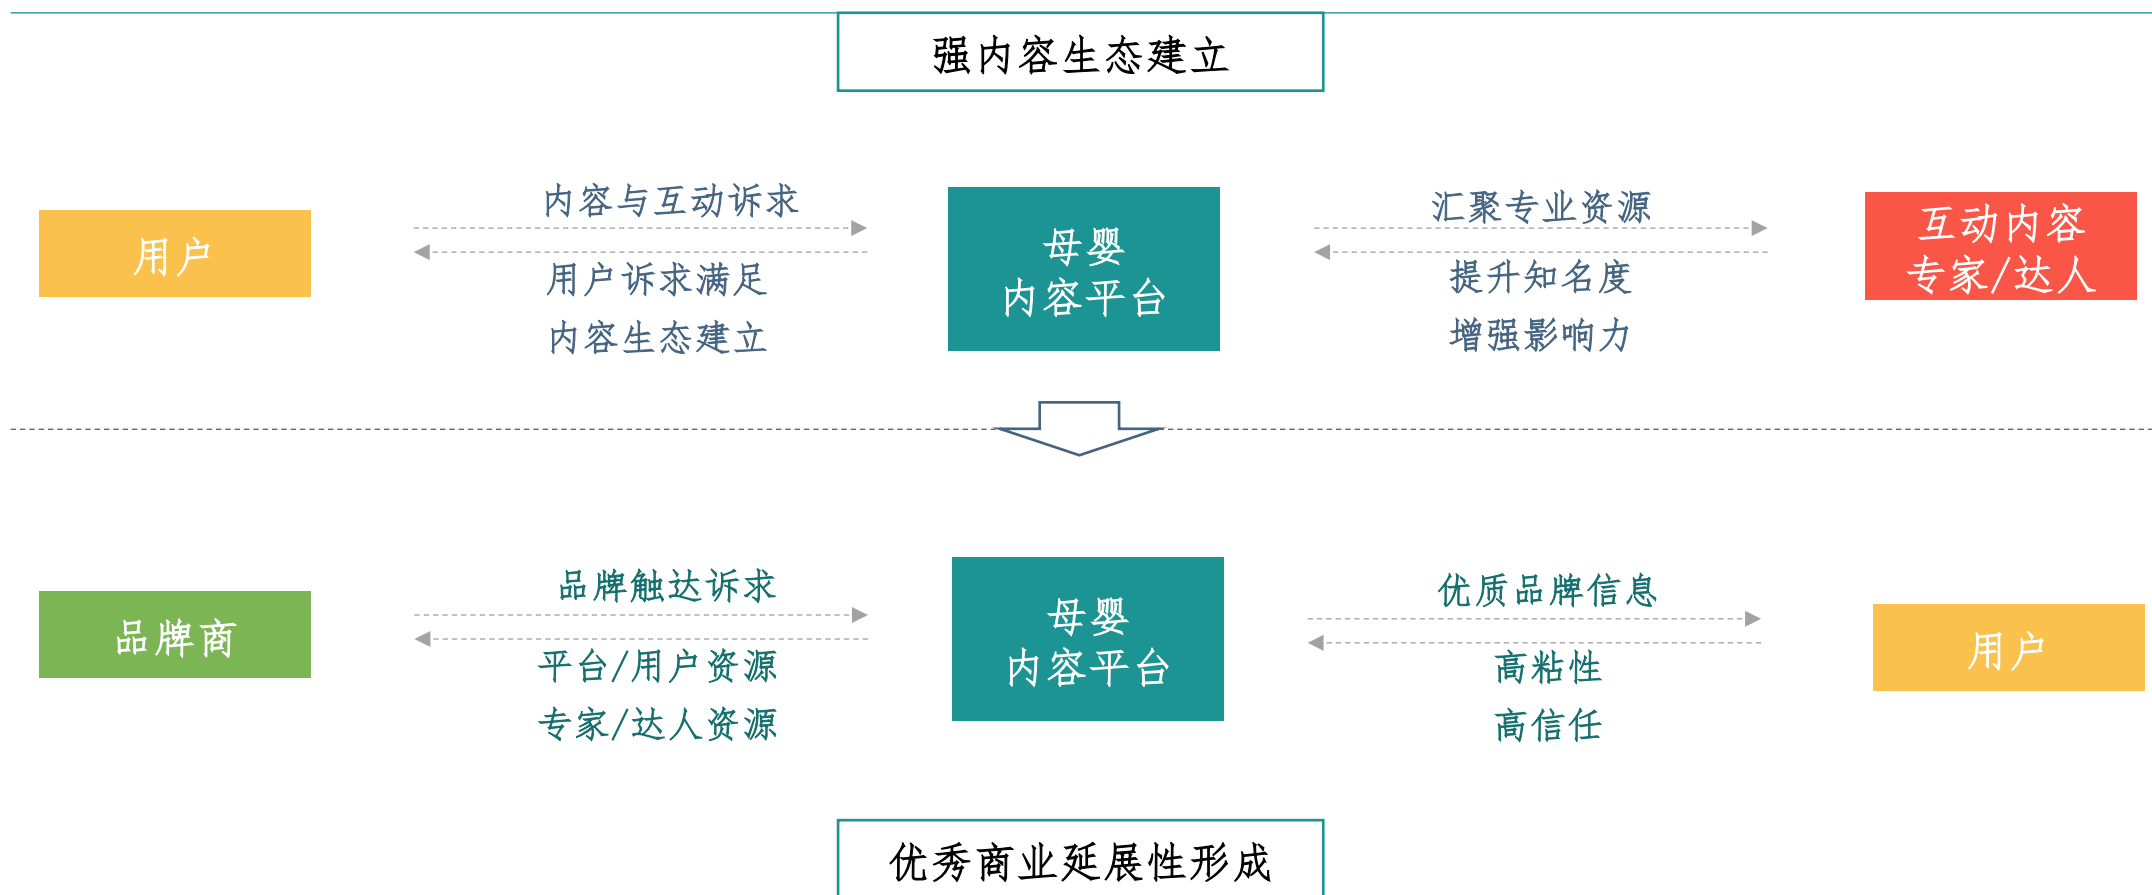 强内容生态建立
内容与互动诉求
用户
用户诉求满足
内容生态建立
母婴
内容平台
汇聚专业资源
提升知名度
增强影响力
互动内容
专家/达人
品牌商
品牌触达诉求
平台/用户资源
专家/达人资源
母婴
内容平台
优质品牌信息
高粘性
高信任
用户
优秀商业延展性形成